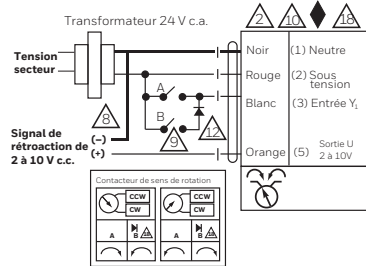 Transformateur 24 V c.a.
2 10 18
Tension
secteur
Noir (1) Neutre
Rouge (2) Sous
tension
A
Blanc (3) Entrée Y₁
8
B
9
12
Signal de
rétroaction de
2 à 10 V c.c.
(–)
(+)
Orange (5) Sortie U
2 à 10V
Contacteur de sens de rotation
CCW CCW
CW CW
A B 18 A B 18